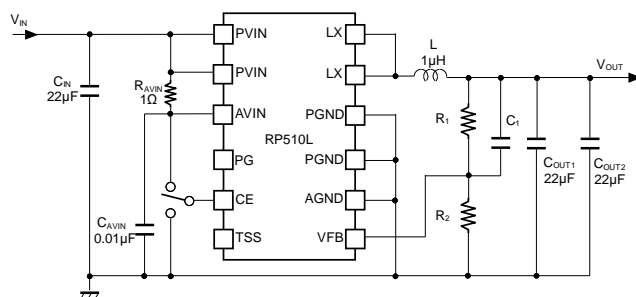 VIN
PVIN
LX
L
1μH
VOUT
CIN
22μF
RAVIN
1Ω
PVIN
LX
AVIN
PGND
RP510L
R1
C1
PG
PGND
COUT1
22μF
COUT2
22μF
CE
AGND
CAVIN
0.01μF
R2
TSS
VFB